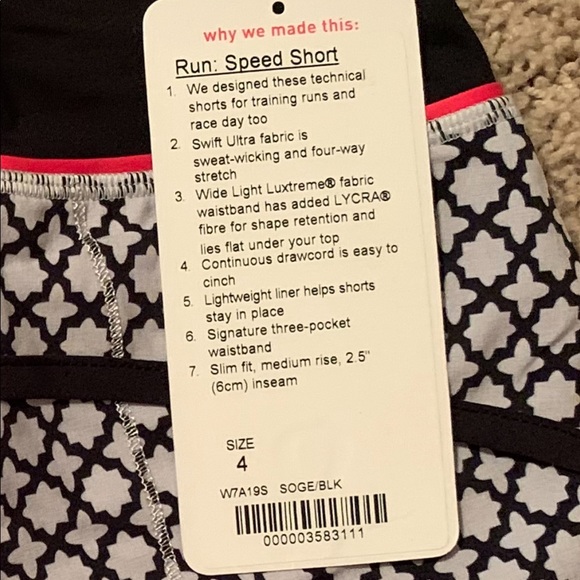 why we made this:
Run: Speed Short
1. We designed these technical
shorts for training runs and
race day too
2. Swift Ultra fabric is
sweat-wicking and four-way
stretch
3. Wide Light Luxtreme® fabric
waistband has added LYCRA®
fibre for shape retention and
lies flat under your top
4. Continuous drawcord is easy to
cinch
5. Lightweight liner helps shorts
stay in place
6. Signature three-pocket
waistband
7. Slim fit, medium rise, 2.5"
(6cm) inseam
SIZE
4
W7A19S SOGE/BLK
000003583111